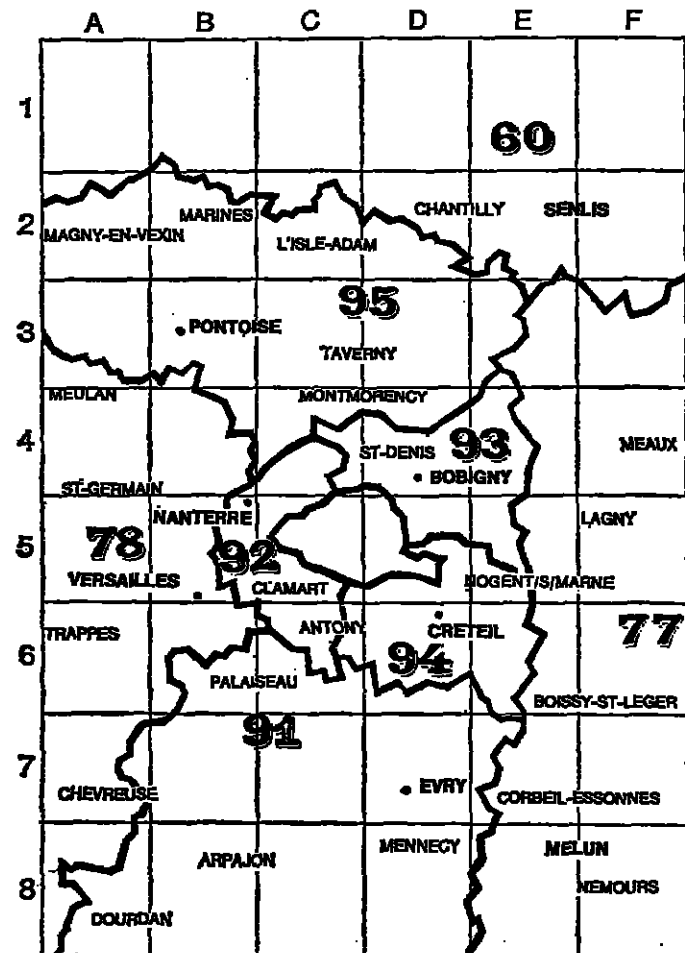 A B C D E F
1
60
2
MARINES
CHANTILLY
SENLIS
MAGNY-EN-VEXIN
L'ISLE-ADAM
95
3
PONTOISE
TAVERNY
MEULAN
MONTMORENCY
4
ST-DENIS
93
MEAUX
BOBIGNY
ST-GERMAIN
NANTERRE
LAGNY
5
78
92
VERSAILLES
CLAMART
NOGENT/S/MARNE
TRAPPES
ANTONY
CRETEIL
77
6
94
PALAISEAU
BOISSY-ST-LEGER
91
7
CHEVREUSE
EVRY
CORBEIL-ESSONNES
MENNECY
MELUN
ARPAJON
8
NEMOURS
DOURDAN